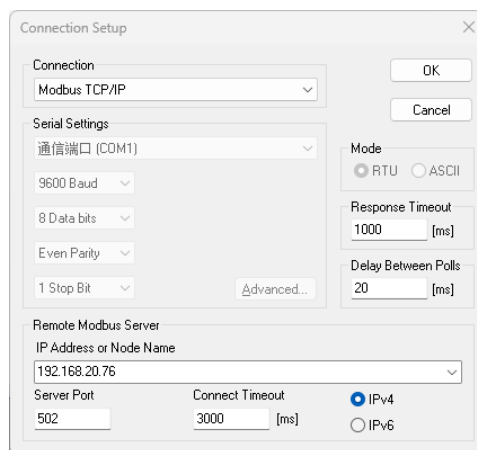 Connection Setup
Connection
Modbus TCP/IP
OK
Cancel
Serial Settings
通信端口 (COM1)
Mode
RTU
ASCII
9600 Baud
8 Data bits
Response Timeout
1000 [ms]
Even Parity
Delay Between Polls
1 Stop Bit
Advanced...
20 [ms]
Remote Modbus Server
IP Address or Node Name
192.168.20.76
Server Port
Connect Timeout
502
3000 [ms]
IPv4
IPv6